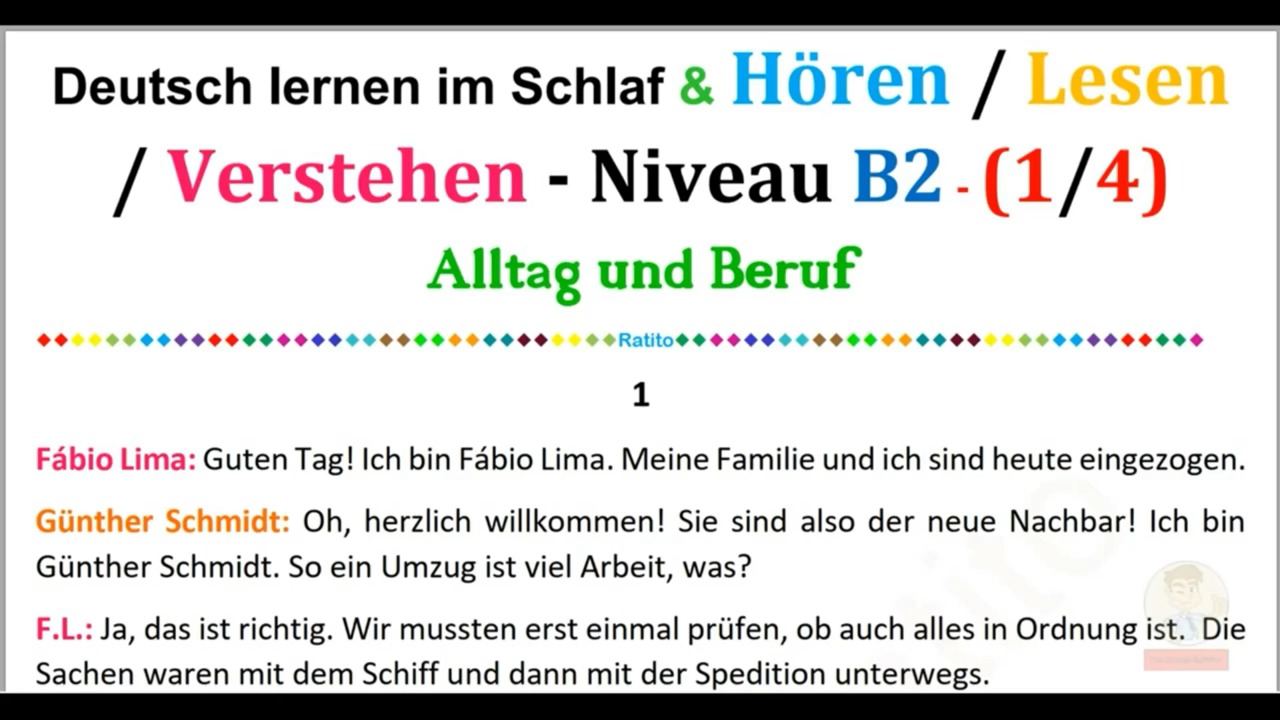 Deutsch lernen im Schlaf & Hören / Lesen
/ Verstehen - Niveau B2 - (1/4)
Alltag und Beruf
Ratito
1
Fábio Lima: Guten Tag! Ich bin Fábio Lima. Meine Familie und ich sind heute eingezogen.
Günther Schmidt: Oh, herzlich willkommen! Sie sind also der neue Nachbar! Ich bin
Günther Schmidt. So ein Umzug ist viel Arbeit, was?
F.L.: Ja, das ist richtig. Wir mussten erst einmal prüfen, ob auch alles in Ordnung ist. Die
Sachen waren mit dem Schiff und dann mit der Spedition unterwegs.